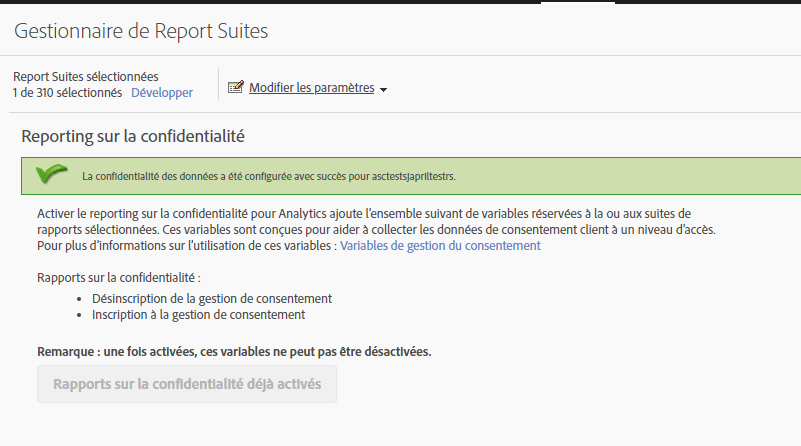 Gestionnaire de Report Suites
Report Suites sélectionnées
1 de 310 sélectionnés Développer
Modifier les paramètres
Reporting sur la confidentialité
La confidentialité des données a été configurée avec succès pour asctestsjapriltestrs.
Activer le reporting sur la confidentialité pour Analytics ajoute l'ensemble suivant de variables réservées à la ou aux suites de
rapports sélectionnées. Ces variables sont conçues pour aider à collecter les données de consentement client à un niveau d'accès.
Pour plus d'informations sur l'utilisation de ces variables : Variables de gestion du consentement
Rapports sur la confidentialité :
• Désinscription de la gestion de consentement
• Inscription à la gestion de consentement
Remarque : une fois activées, ces variables ne peut pas être désactivées.
Rapports sur la confidentialité déjà activés